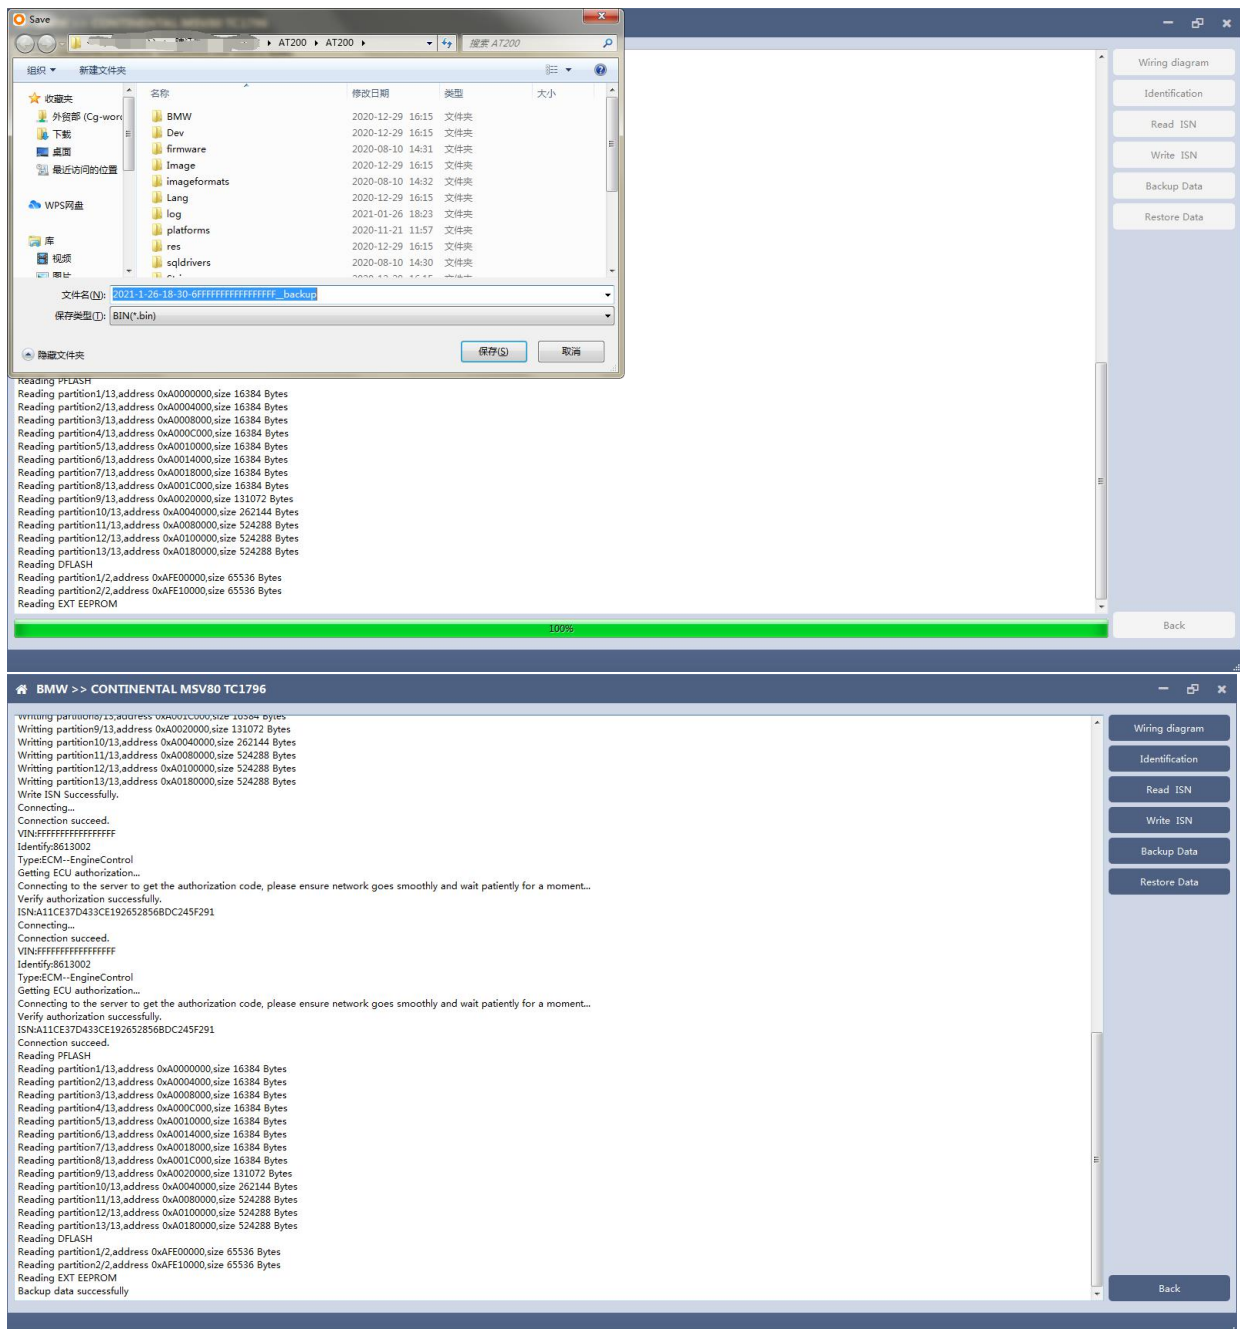 Save
AT200 ▸ AT200 ▸
搜索 AT200
组织 ▼ 新建文件夹
名称 修改日期 类型 大小
收藏夹
外贸部 (Cg-word
下载
桌面
最近访问的位置
WPS网盘
库
视频
图片
BMW 2020-12-29 16:15 文件夹
Dev 2020-12-29 16:15 文件夹
firmware 2020-08-10 14:31 文件夹
Image 2020-12-29 16:15 文件夹
imageformats 2020-08-10 14:32 文件夹
Lang 2020-12-29 16:15 文件夹
log 2021-01-26 18:23 文件夹
platforms 2020-11-21 11:57 文件夹
res 2020-12-29 16:15 文件夹
sqldrivers 2020-08-10 14:30 文件夹
文件名(N): 2021-1-26-18-30-6FFFFFFFFFFFFFFFFF__backup
保存类型(T): BIN(*.bin)
隐藏文件夹 保存(S) 取消
Wiring diagram
Identification
Read ISN
Write ISN
Backup Data
Restore Data
Reading PFLASH
Reading partition1/13,address 0xA0000000,size 16384 Bytes
Reading partition2/13,address 0xA0004000,size 16384 Bytes
Reading partition3/13,address 0xA0008000,size 16384 Bytes
Reading partition4/13,address 0xA000C000,size 16384 Bytes
Reading partition5/13,address 0xA0010000,size 16384 Bytes
Reading partition6/13,address 0xA0014000,size 16384 Bytes
Reading partition7/13,address 0xA0018000,size 16384 Bytes
Reading partition8/13,address 0xA001C000,size 16384 Bytes
Reading partition9/13,address 0xA0020000,size 131072 Bytes
Reading partition10/13,address 0xA0040000,size 262144 Bytes
Reading partition11/13,address 0xA0080000,size 524288 Bytes
Reading partition12/13,address 0xA0100000,size 524288 Bytes
Reading partition13/13,address 0xA0180000,size 524288 Bytes
Reading DFLASH
Reading partition1/2,address 0xAFE00000,size 65536 Bytes
Reading partition2/2,address 0xAFE10000,size 65536 Bytes
Reading EXT EEPROM
100%
Back
BMW >> CONTINENTAL MSV80 TC1796
Writting partition8/13,address 0xA001C000,size 16384 Bytes
Writting partition9/13,address 0xA0020000,size 131072 Bytes
Writting partition10/13,address 0xA0040000,size 262144 Bytes
Writting partition11/13,address 0xA0080000,size 524288 Bytes
Writting partition12/13,address 0xA0100000,size 524288 Bytes
Writting partition13/13,address 0xA0180000,size 524288 Bytes
Write ISN Successfully.
Connecting...
Connection succeed.
VIN:FFFFFFFFFFFFFFFFF
Identify:8613002
Type:ECM--EngineControl
Getting ECU authorization...
Connecting to the server to get the authorization code, please ensure network goes smoothly and wait patiently for a moment...
Verify authorization successfully.
ISN:A11CE37D433CE192652856BDC245F291
Connecting...
Connection succeed.
VIN:FFFFFFFFFFFFFFFFF
Identify:8613002
Type:ECM--EngineControl
Getting ECU authorization...
Connecting to the server to get the authorization code, please ensure network goes smoothly and wait patiently for a moment...
Verify authorization successfully.
ISN:A11CE37D433CE192652856BDC245F291
Connection succeed.
Reading PFLASH
Reading partition1/13,address 0xA0000000,size 16384 Bytes
Reading partition2/13,address 0xA0004000,size 16384 Bytes
Reading partition3/13,address 0xA0008000,size 16384 Bytes
Reading partition4/13,address 0xA000C000,size 16384 Bytes
Reading partition5/13,address 0xA0010000,size 16384 Bytes
Reading partition6/13,address 0xA0014000,size 16384 Bytes
Reading partition7/13,address 0xA0018000,size 16384 Bytes
Reading partition8/13,address 0xA001C000,size 16384 Bytes
Reading partition9/13,address 0xA0020000,size 131072 Bytes
Reading partition10/13,address 0xA0040000,size 262144 Bytes
Reading partition11/13,address 0xA0080000,size 524288 Bytes
Reading partition12/13,address 0xA0100000,size 524288 Bytes
Reading partition13/13,address 0xA0180000,size 524288 Bytes
Reading DFLASH
Reading partition1/2,address 0xAFE00000,size 65536 Bytes
Reading partition2/2,address 0xAFE10000,size 65536 Bytes
Reading EXT EEPROM
Backup data successfully
Wiring diagram
Identification
Read ISN
Write ISN
Backup Data
Restore Data
Back